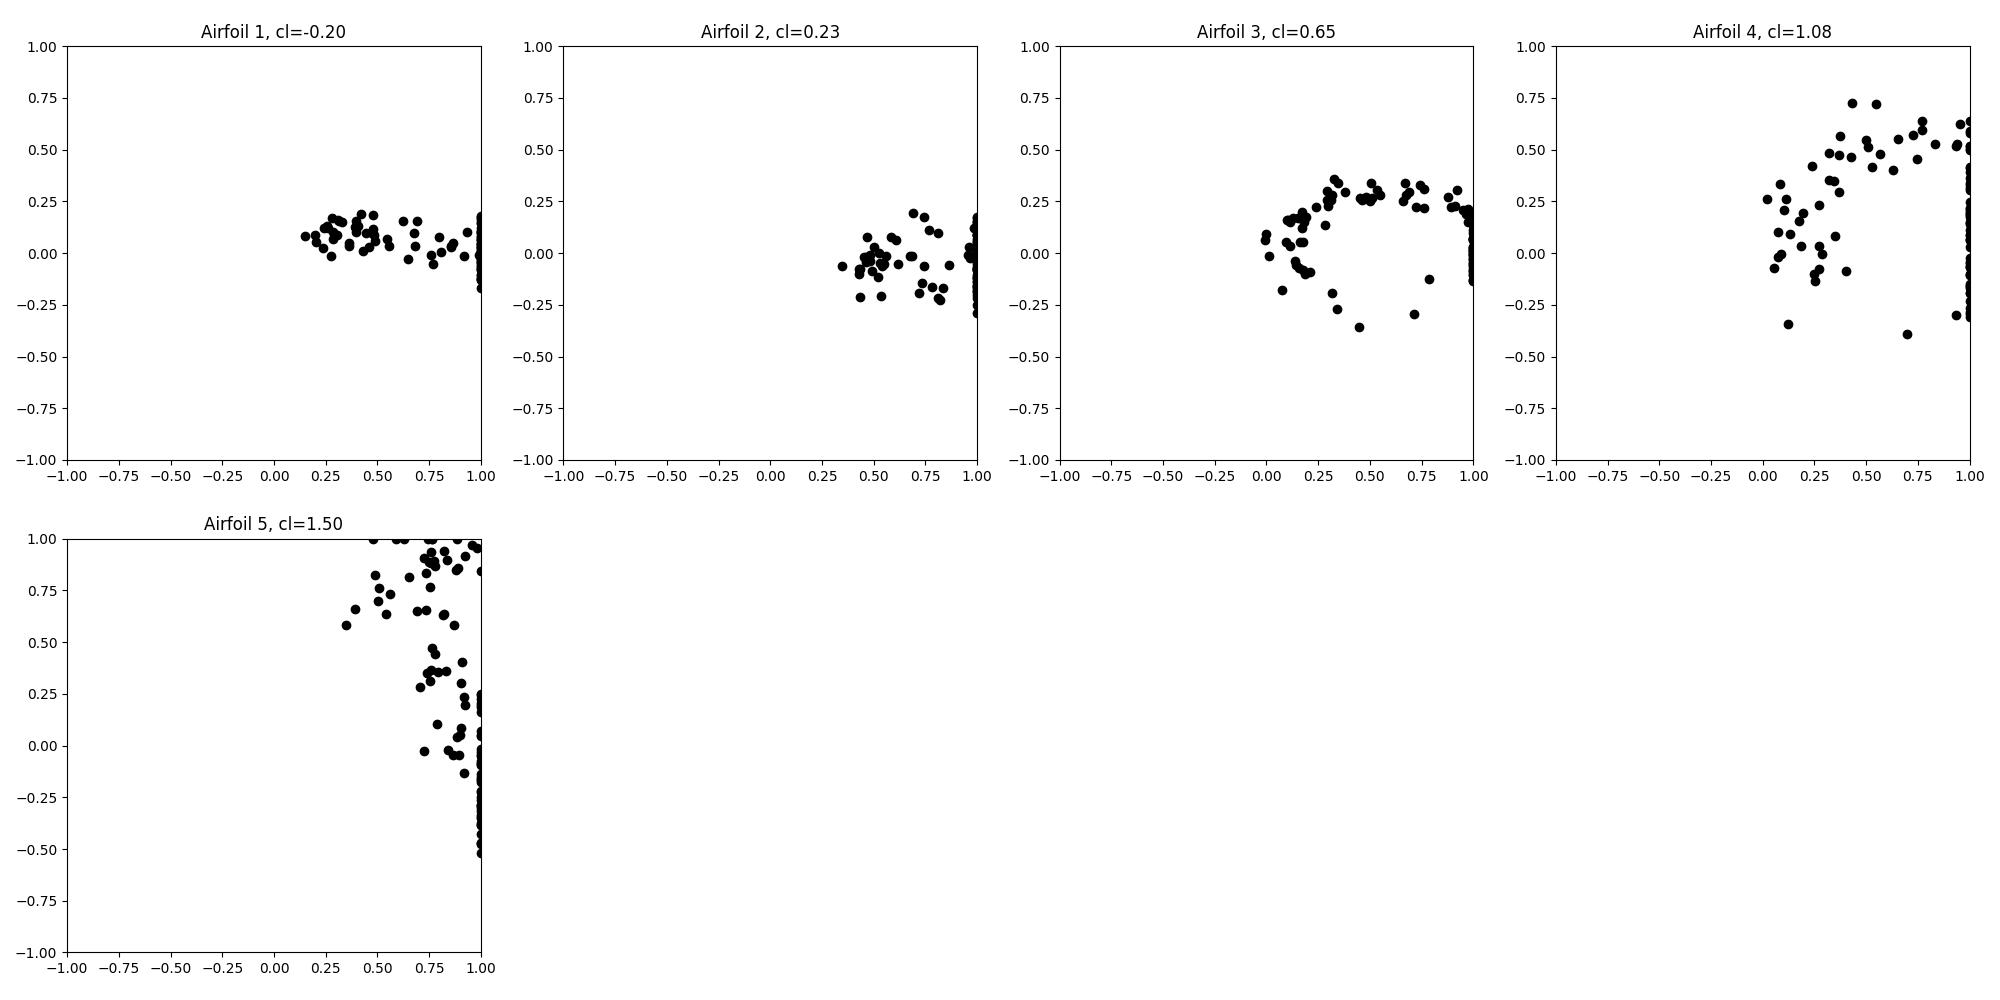 Airfoil 1, cl=-0.20
Airfoil 2, cl=0.23
Airfoil 3, cl=0.65
Airfoil 4, cl=1.08
1.00 1.00 1.00 1.00
0.75 0.75 0.75 0.75
0.50 0.50 0.50 0.50
0.25 0.25 0.25 0.25
0.00 0.00 0.00 0.00
−0.25 −0.25 −0.25 −0.25
−0.50 −0.50 −0.50 −0.50
−0.75 −0.75 −0.75 −0.75
−1.00 −1.00 −1.00 −1.00
−1.00 −0.75 −0.50 −0.25 0.00 0.25 0.50 0.75 1.00
−1.00 −0.75 −0.50 −0.25 0.00 0.25 0.50 0.75 1.00
−1.00 −0.75 −0.50 −0.25 0.00 0.25 0.50 0.75 1.00
−1.00 −0.75 −0.50 −0.25 0.00 0.25 0.50 0.75 1.00
Airfoil 5, cl=1.50
1.00
0.75
0.50
0.25
0.00
−0.25
−0.50
−0.75
−1.00
−1.00 −0.75 −0.50 −0.25 0.00 0.25 0.50 0.75 1.00